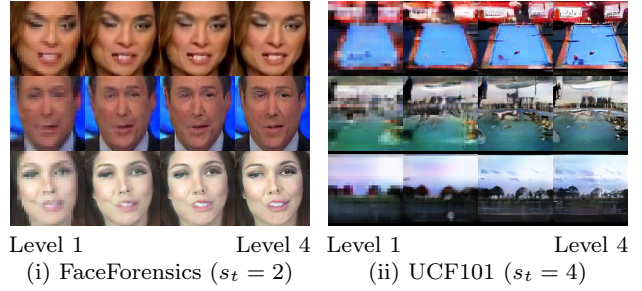 Level 1 Level 4 Level 1 Level 4
(i) FaceForensics (s_t = 2) (ii) UCF101 (s_t = 4)